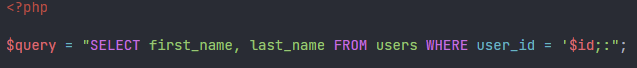 <?php
$query = "SELECT first_name, last_name FROM users WHERE user_id = '$id;:";